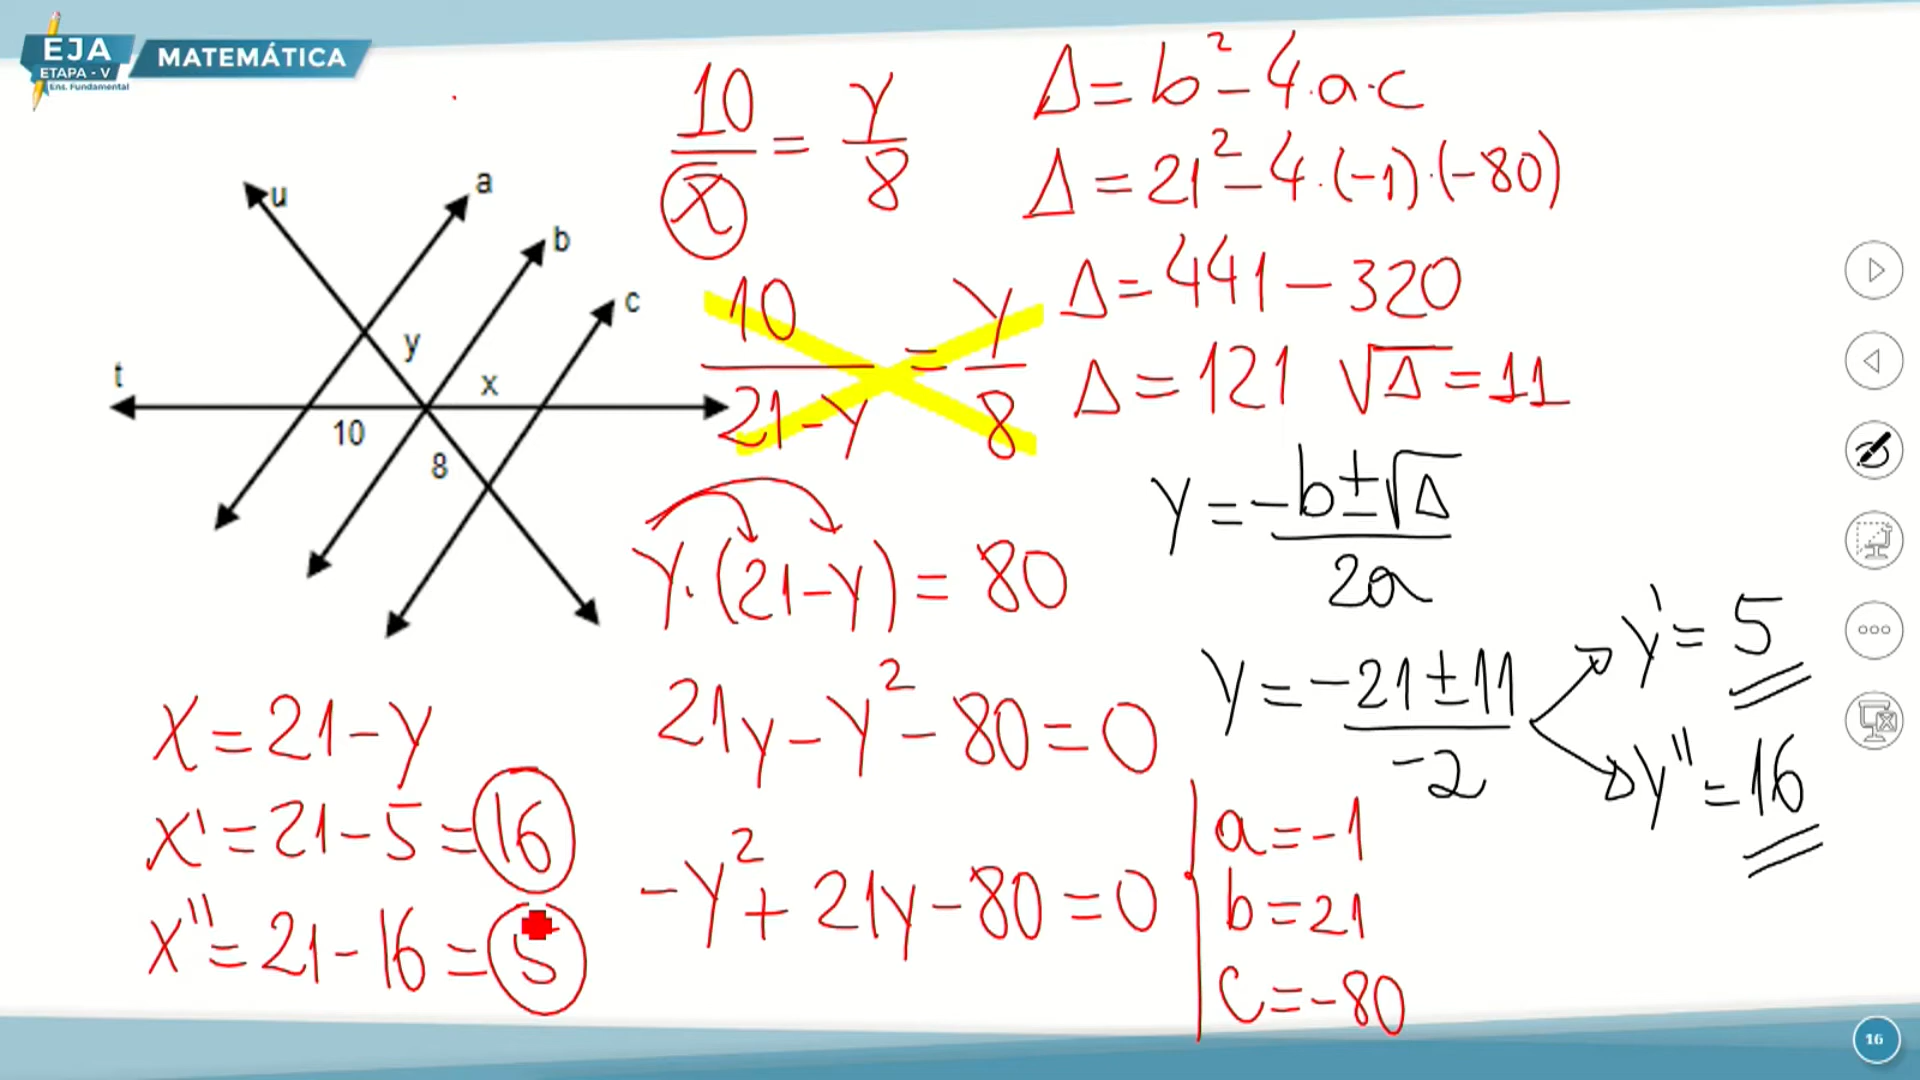 EJA
ETAPA - V
Ens. Fundamental
MATEMÁTICA
u
a
b
c
y
x
t
10
8
10/x = y/8
10/(21-y) = y/8
y·(21-y) = 80
21y - y² - 80 = 0
-y² + 21y - 80 = 0
a = -1
b = 21
c = -80
Δ = b² - 4·a·c
Δ = 21² - 4·(-1)·(-80)
Δ = 441 - 320
Δ = 121 √Δ = 11
y = (-b ± √Δ)/2a
y = (-21 ± 11)/-2
y' = 5
y'' = 16
x = 21 - y
x' = 21 - 5 = 16
x'' = 21 - 16 = 5
16